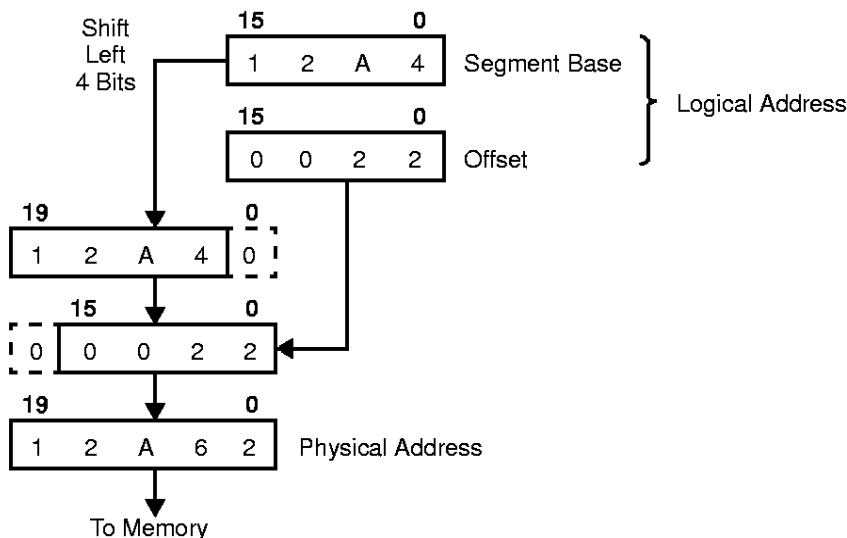 Shift
Left
4 Bits
15 0
1 2 A 4
Segment Base
Logical Address
15 0
0 0 2 2
Offset
19 0
1 2 A 4 0
15 0
0 0 0 2 2
19 0
1 2 A 6 2
Physical Address
To Memory